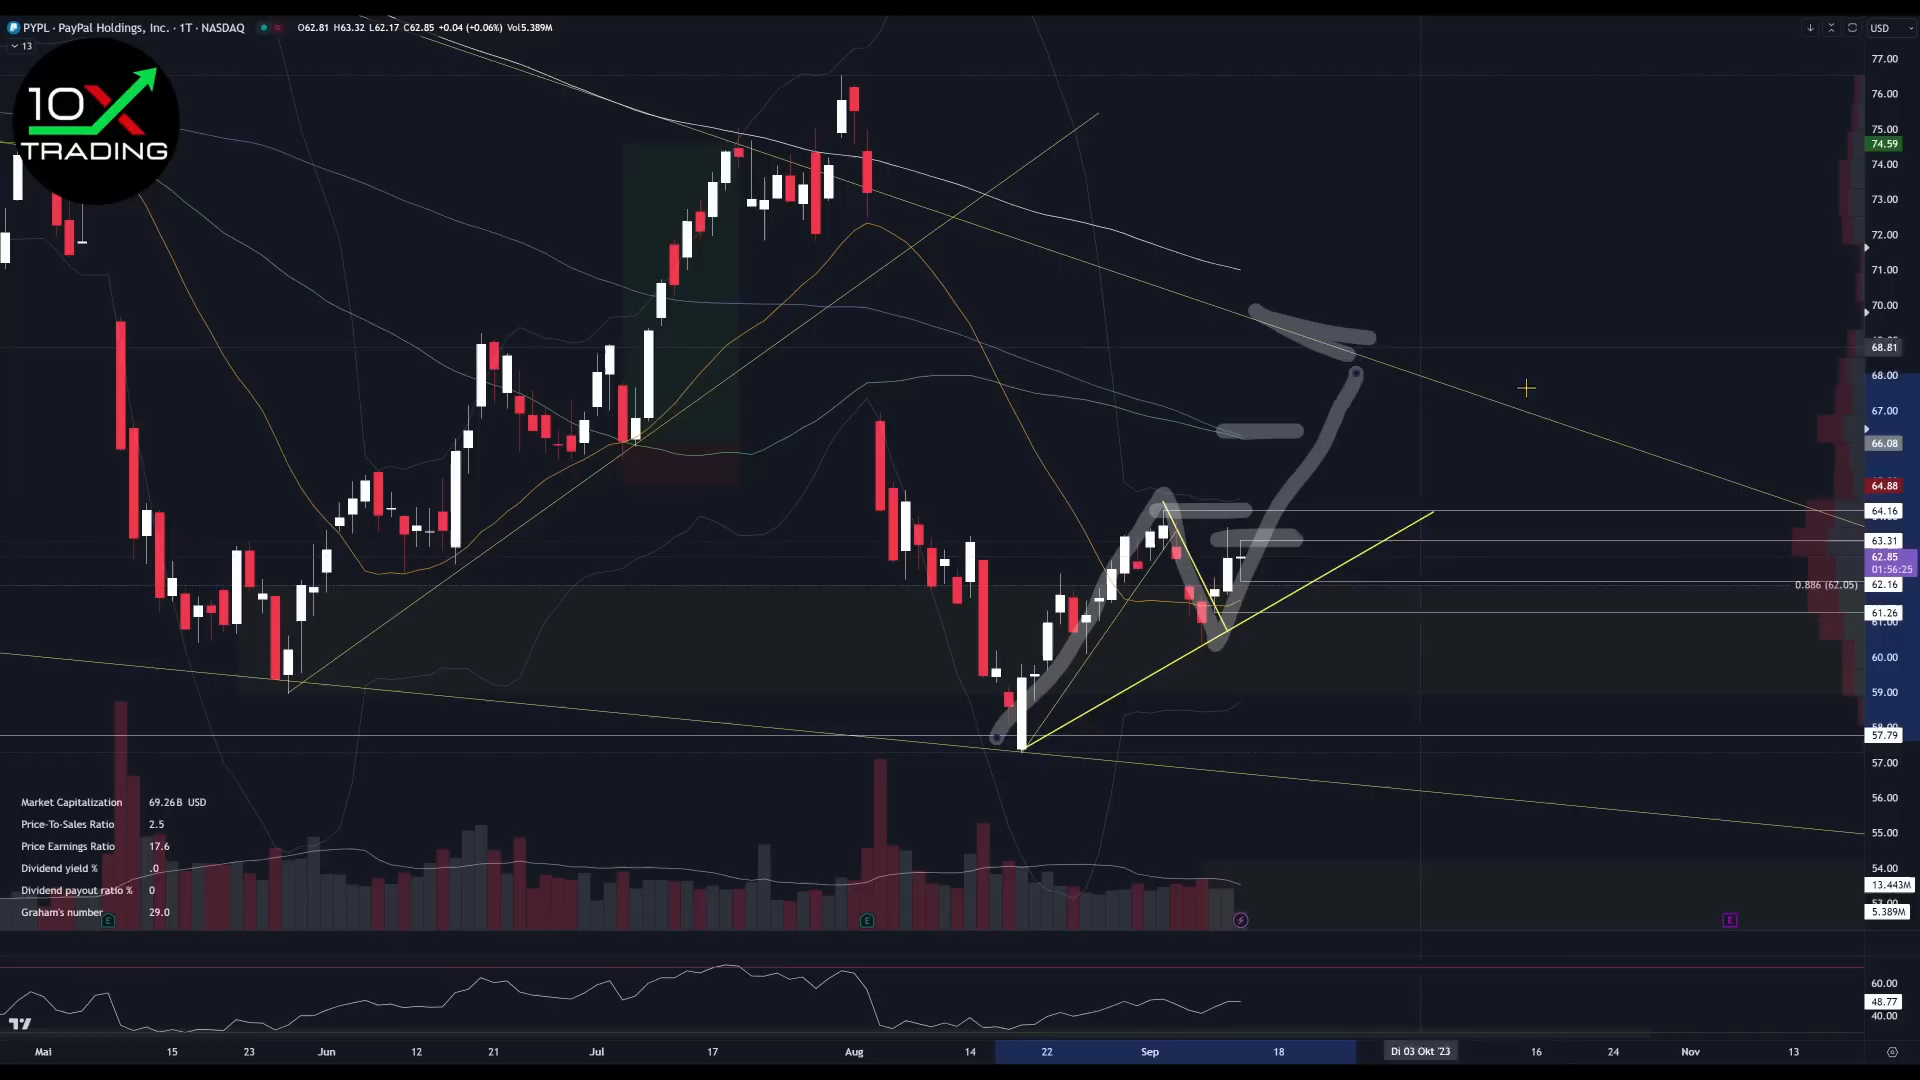 PYPL · PayPal Holdings, Inc. · 1T · NASDAQ
O62.81 H63.32 L62.17 C62.85 +0.04 (+0.06%) Vol5.389M
USD
13
10X
TRADING
77.00
76.00
75.00
74.59
74.00
73.00
72.00
71.00
70.00
68.81
68.00
67.00
66.08
64.88
64.16
63.31
62.85
01:56:25
0.886 (62.05)
62.16
61.26
61.00
60.00
59.00
58.00
57.79
57.00
56.00
55.00
54.00
13.443M
53.00
5.389M
Market Capitalization 69.26B USD
Price-To-Sales Ratio 2.5
Price Earnings Ratio 17.6
Dividend yield % .0
Dividend payout ratio % 0
Graham's number 29.0
E E E
60.00
48.77
40.00
Mai 15 23 Jun 12 21 Jul 17 Aug 14 22 Sep 18 Di 03 Okt '23 16 24 Nov 13